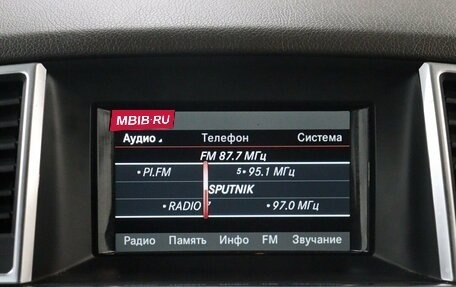 MBIB.RU
Аудио Телефон Система
FM 87.7 МГц
•PI.FM 5•95.1 МГц
SPUTNIK
•RADIO 7 •97.0 МГц
Радио Память Инфо FM Звучание